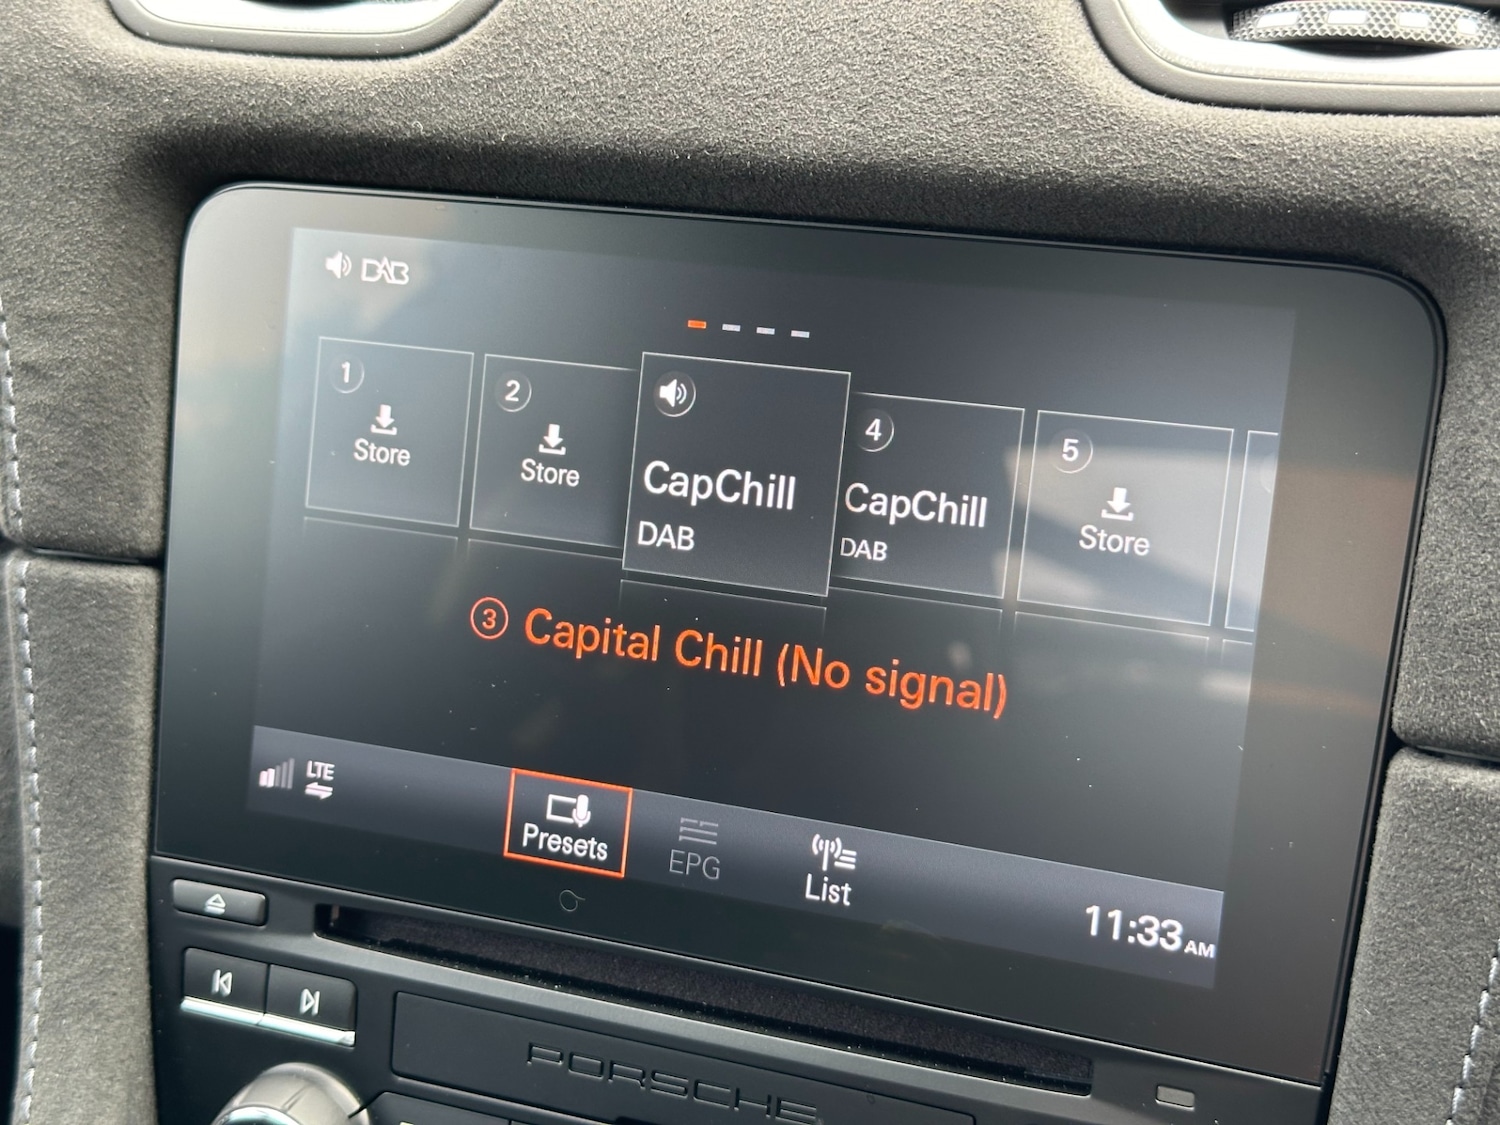 DAB
1
Store
2
Store
CapChill
DAB
4
CapChill
DAB
5
Store
3 Capital Chill (No signal)
LTE
Presets
EPG
List
11:33 AM
PORSCHE